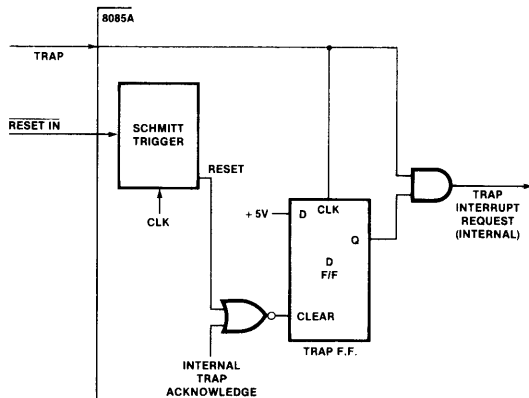 8085A
TRAP
RESET IN
SCHMITT
TRIGGER
RESET
CLK
+ 5V
D
CLK
Q
D
F/F
CLEAR
TRAP F.F.
INTERNAL
TRAP
ACKNOWLEDGE
TRAP
INTERRUPT
REQUEST
(INTERNAL)